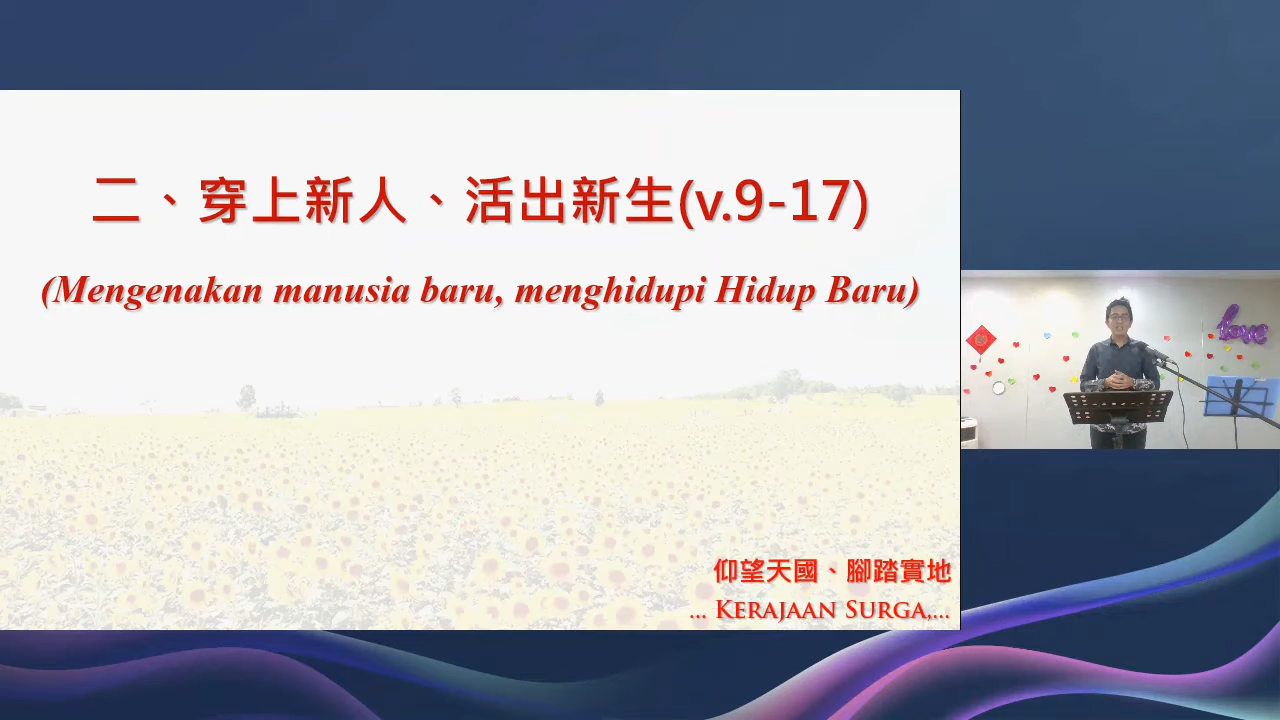 二、穿上新人、活出新生(v.9-17)
(Mengenakan manusia baru, menghidupi Hidup Baru)
love
仰望天國、腳踏實地
... KERAJAAN SURGA,...